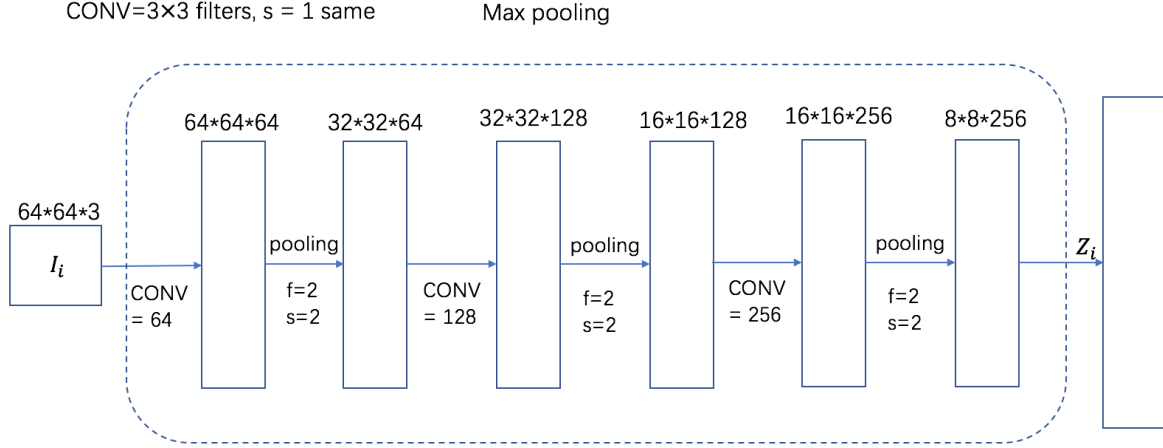 CONV=3×3 filters, s = 1 same
Max pooling
64*64*64
32*32*64
32*32*128
16*16*128
16*16*256
8*8*256
64*64*3
I_i
CONV
= 64
pooling
f=2
s=2
CONV
= 128
pooling
f=2
s=2
CONV
= 256
pooling
f=2
s=2
Z_i